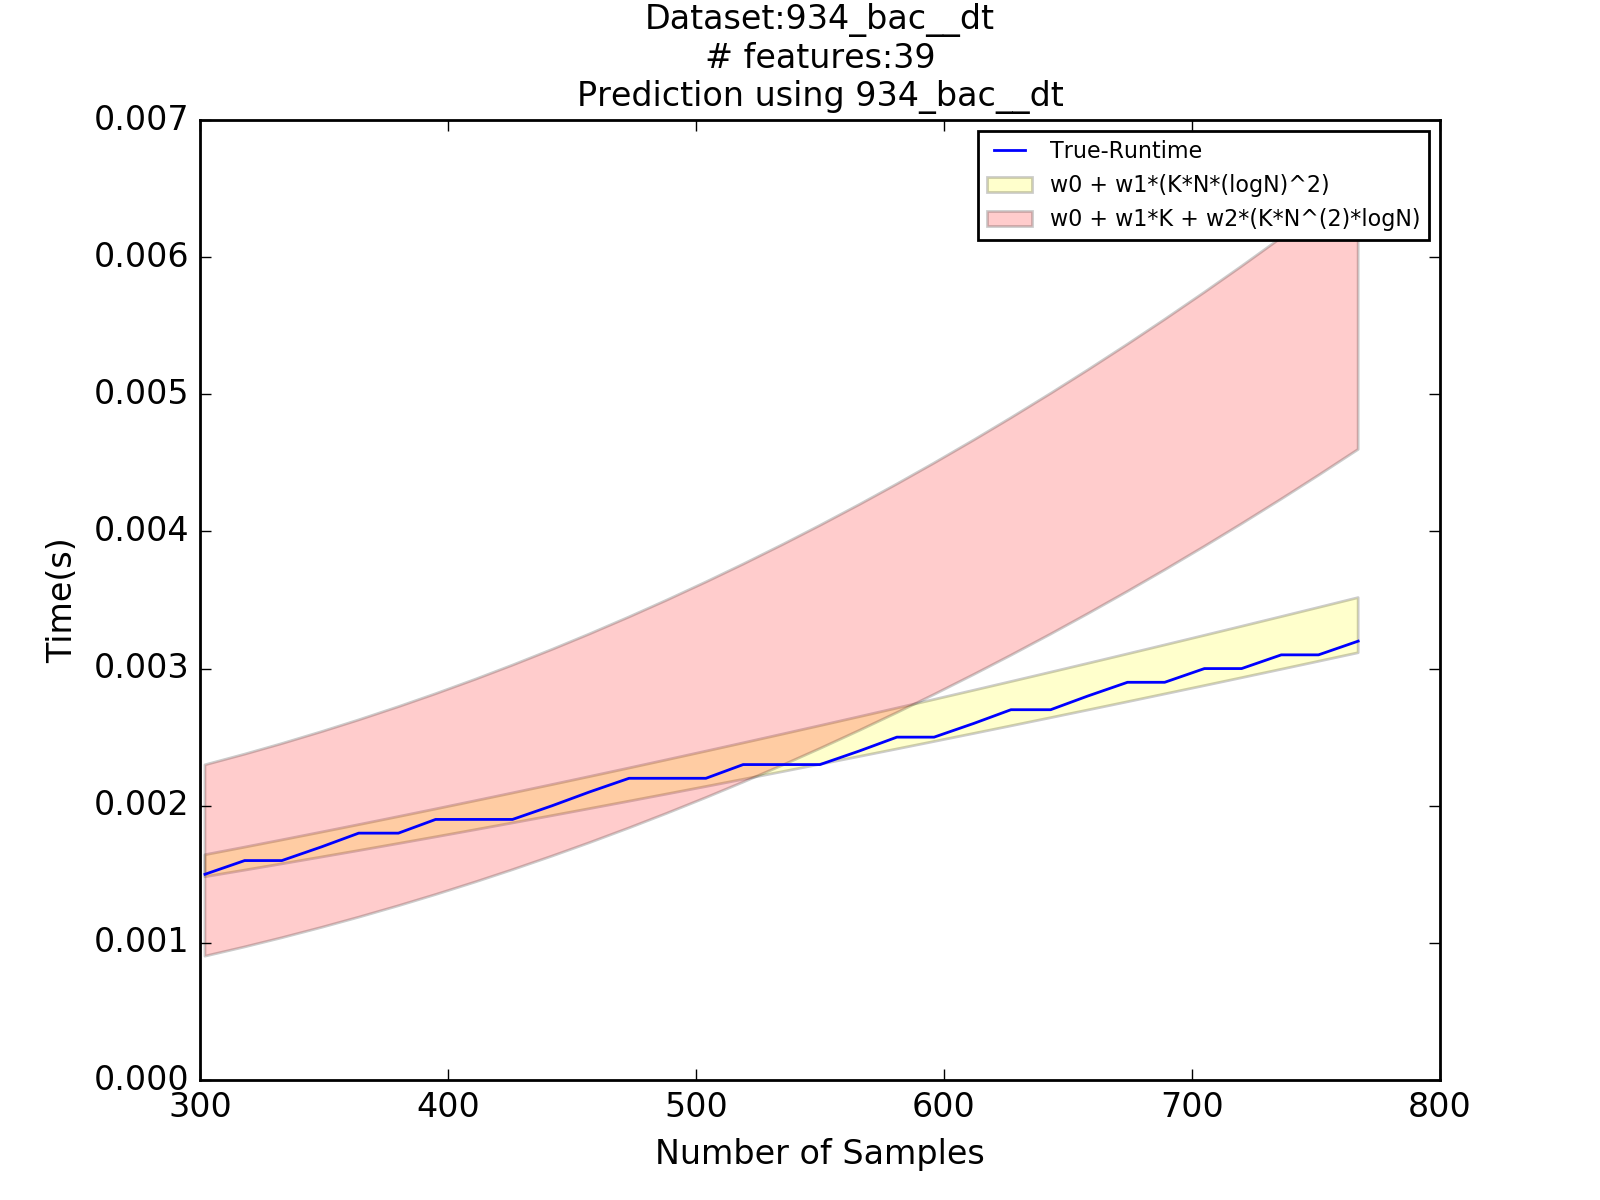 Dataset:934_bac__dt
# features:39
Prediction using 934_bac__dt
0.007
0.006
0.005
0.004
0.003
0.002
0.001
0.000
Time(s)
True-Runtime
w0 + w1*(K*N*(logN)^2)
w0 + w1*K + w2*(K*N^(2)*logN)
300 400 500 600 700 800
Number of Samples